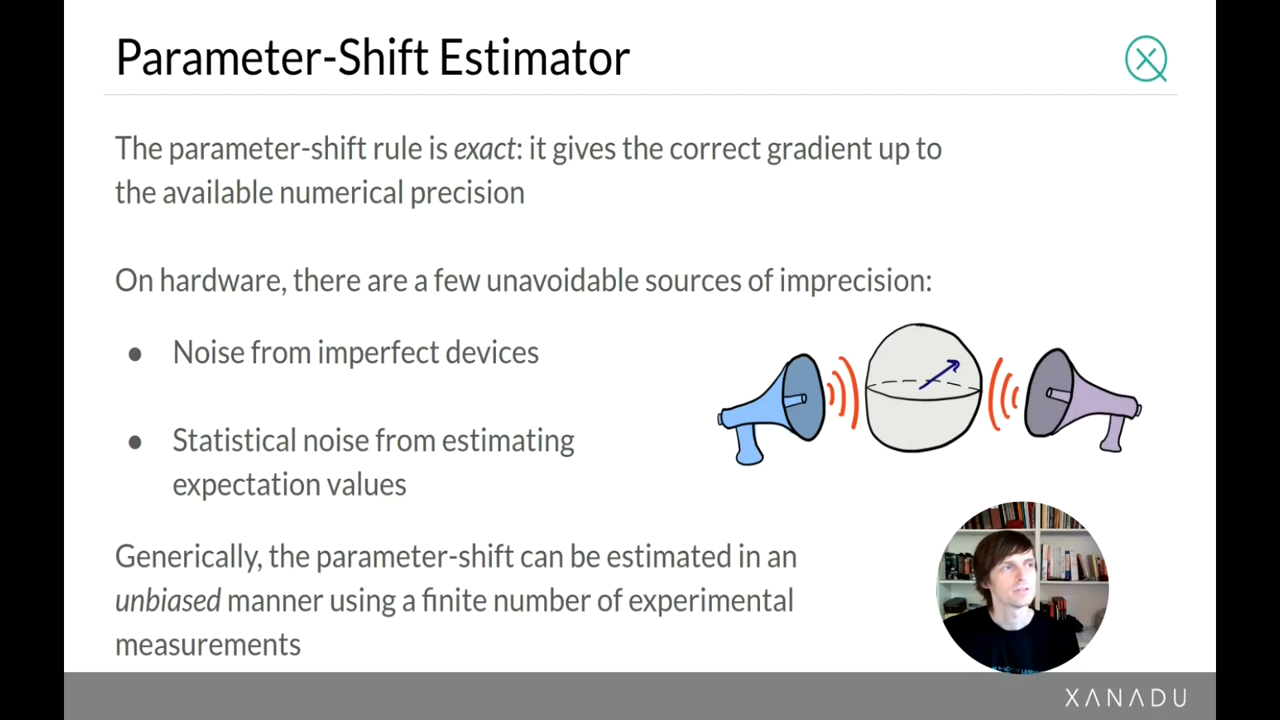 Parameter-Shift Estimator
The parameter-shift rule is exact: it gives the correct gradient up to
the available numerical precision
On hardware, there are a few unavoidable sources of imprecision:
● Noise from imperfect devices
● Statistical noise from estimating
expectation values
Generically, the parameter-shift can be estimated in an
unbiased manner using a finite number of experimental
measurements
XANADU